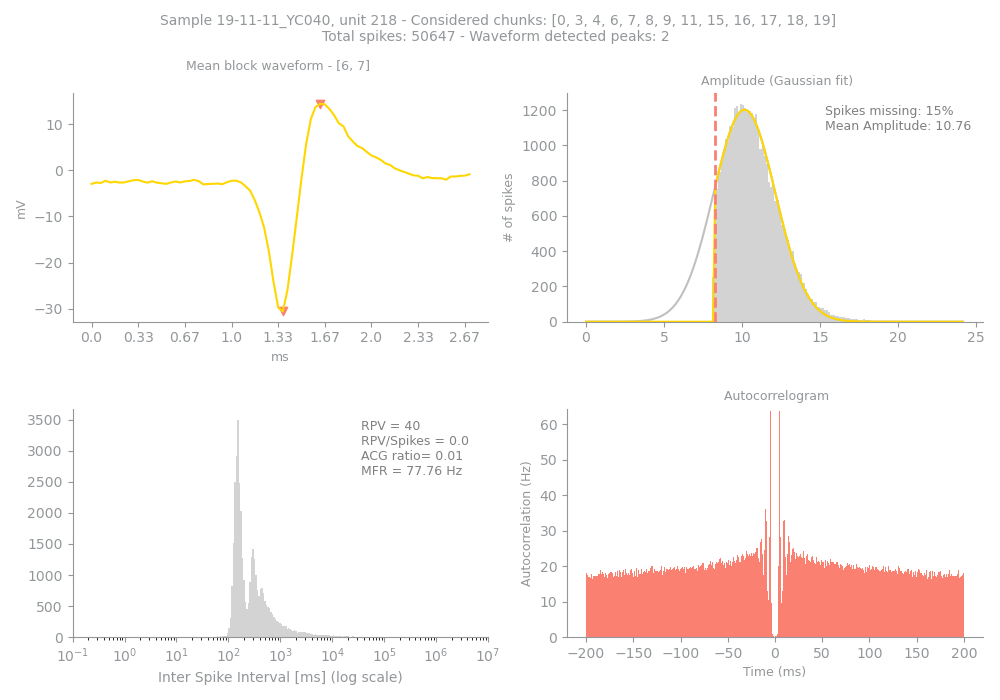 Sample 19-11-11_YC040, unit 218 - Considered chunks: [0, 3, 4, 6, 7, 8, 9, 11, 15, 16, 17, 18, 19]
Total spikes: 50647 - Waveform detected peaks: 2
Mean block waveform - [6, 7]
10
0
−10
−20
−30
mV
0.0 0.33 0.67 1.0 1.33 1.67 2.0 2.33 2.67
ms
Amplitude (Gaussian fit)
Spikes missing: 15%
Mean Amplitude: 10.76
1200
1000
800
600
400
200
0
# of spikes
0 5 10 15 20 25
3500
3000
2500
2000
1500
1000
500
0
RPV = 40
RPV/Spikes = 0.0
ACG ratio= 0.01
MFR = 77.76 Hz
10⁻¹ 10⁰ 10¹ 10² 10³ 10⁴ 10⁵ 10⁶ 10⁷
Inter Spike Interval [ms] (log scale)
Autocorrelogram
60
50
40
30
20
10
0
Autocorrelation (Hz)
−200 −150 −100 −50 0 50 100 150 200
Time (ms)